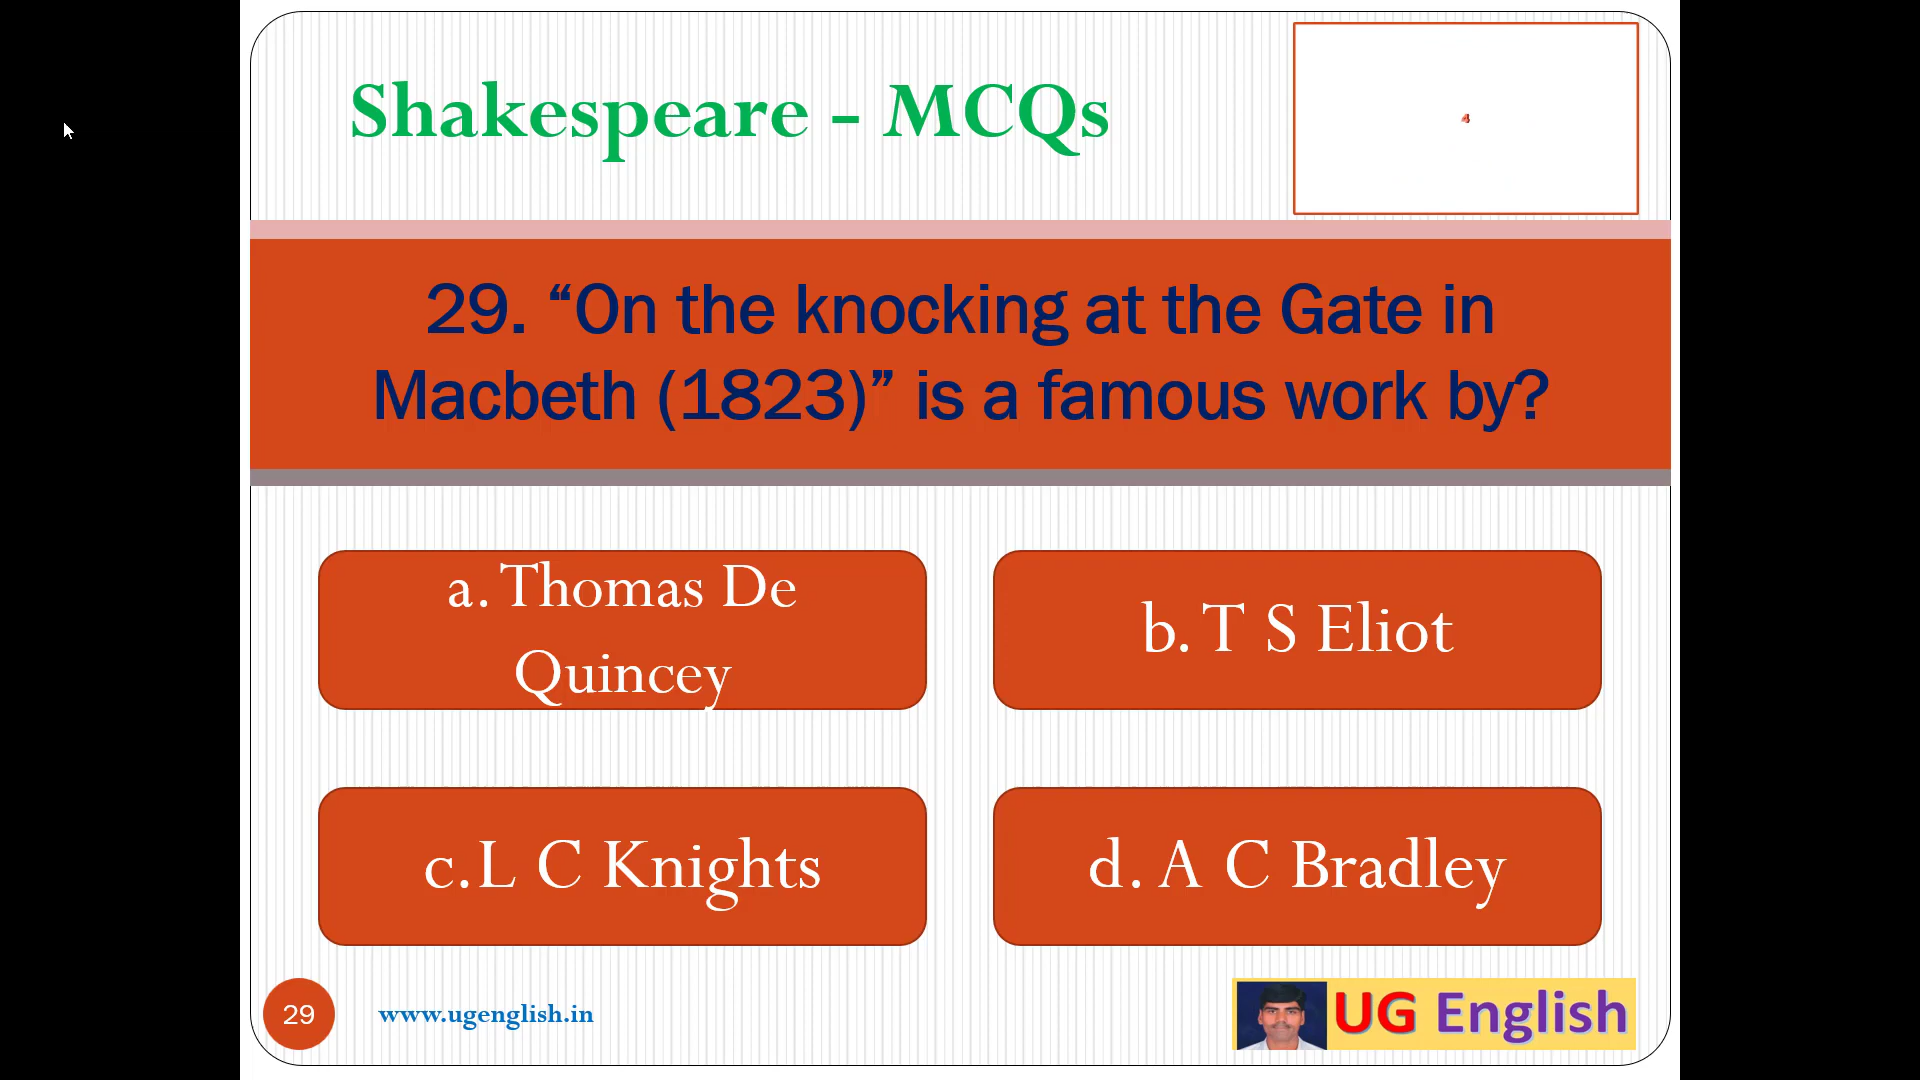 Shakespeare - MCQs
4
29. “On the knocking at the Gate in
Macbeth (1823)” is a famous work by?
a. Thomas De
Quincey
b. T S Eliot
c. L C Knights
d. A C Bradley
29
www.ugenglish.in
UG English